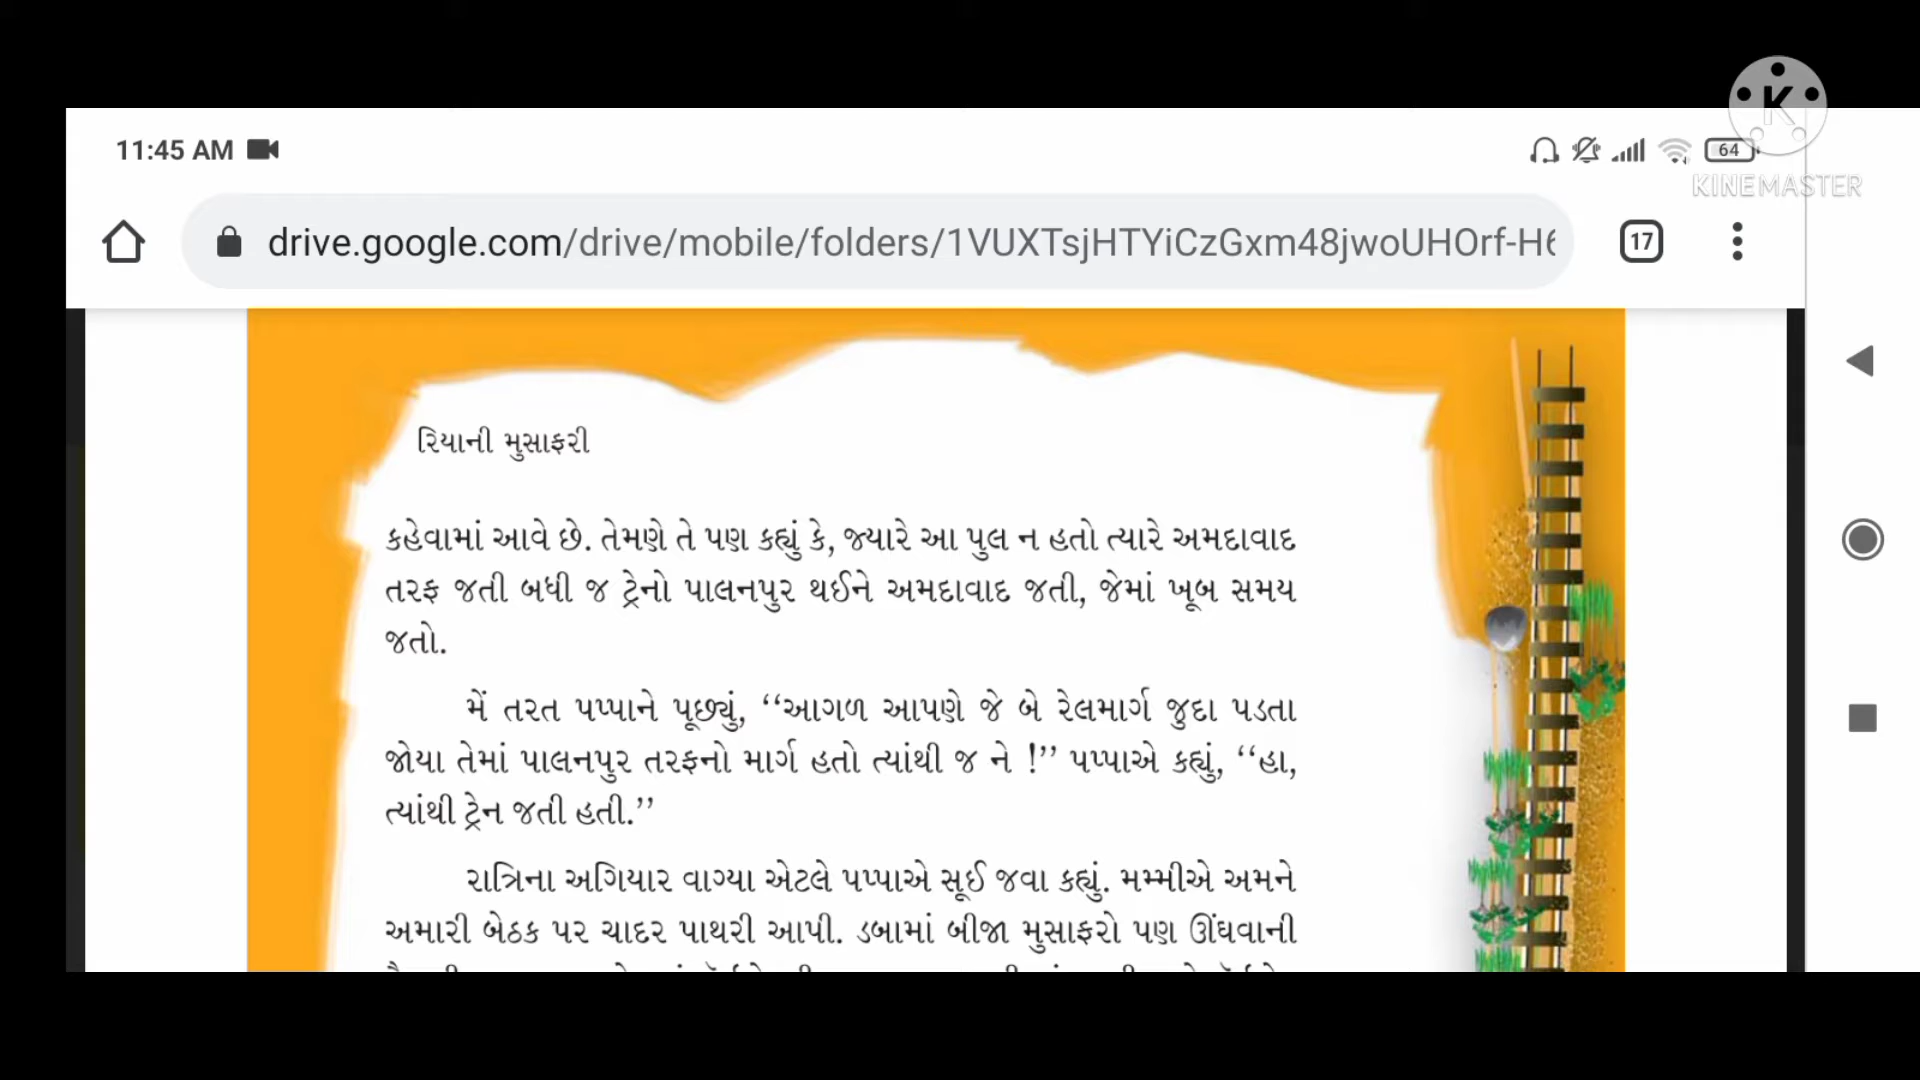 11:45 AM
64
KINEMASTER
drive.google.com/drive/mobile/folders/1VUXTsjHTYiCzGxm48jwoUHOrf-H6
17
રિયાની મુસાફરી
કહેવામાં આવે છે. તેમણે તે પણ કહ્યું કે, જ્યારે આ પુલ ન હતો ત્યારે અમદાવાદ
તરફ જતી બધી જ ટ્રેનો પાલનપુર થઈને અમદાવાદ જતી, જેમાં ખૂબ સમય
જતો.
મેં તરત પપ્પાને પૂછ્યું, ‘‘આગળ આપણે જે બે રેલમાર્ગ જુદા પડતા
જોયા તેમાં પાલનપુર તરફનો માર્ગ હતો ત્યાંથી જ ને !’’ પપ્પાએ કહ્યું, ‘‘હા,
ત્યાંથી ટ્રેન જતી હતી.’’
રાત્રિના અગિયાર વાગ્યા એટલે પપ્પાએ સૂઈ જવા કહ્યું. મમ્મીએ અમને
અમારી બેઠક પર ચાદર પાથરી આપી. ડબામાં બીજા મુસાફરો પણ ઊંઘવાની